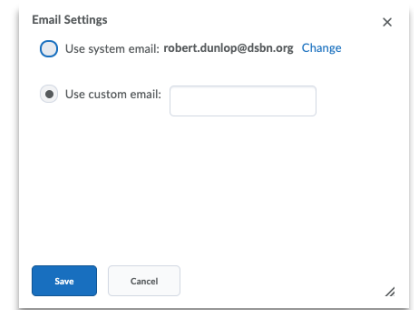 Email Settings
Use system email: robert.dunlop@dsbn.org Change
Use custom email:
Save Cancel